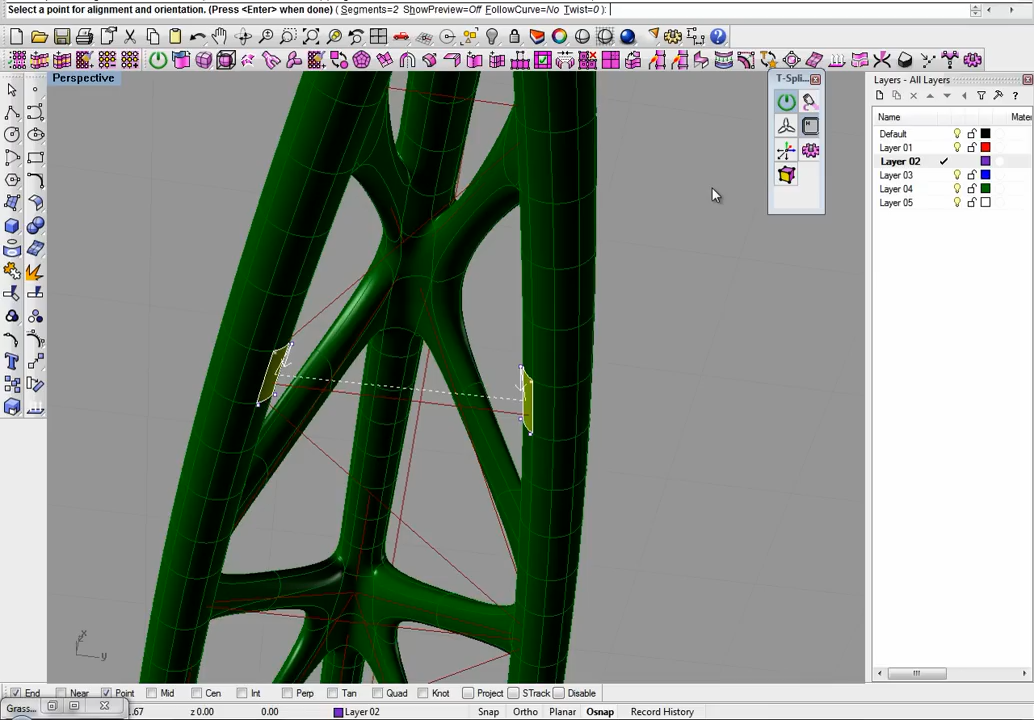 Select a point for alignment and orientation. (Press <Enter> when done) ( Segments=2 ShowPreview=Off FollowCurve=No Twist=0 ):
Perspective
T-Spli...
Layers - All Layers
Name Mater
Default
Layer 01
Layer 02
Layer 03
Layer 04
Layer 05
x
y
End Near Point Mid Cen Int Perp Tan Quad Knot Project STrack Disable
Grass...
.67 z 0.00 0.00 Layer 02 Snap Ortho Planar Osnap Record History